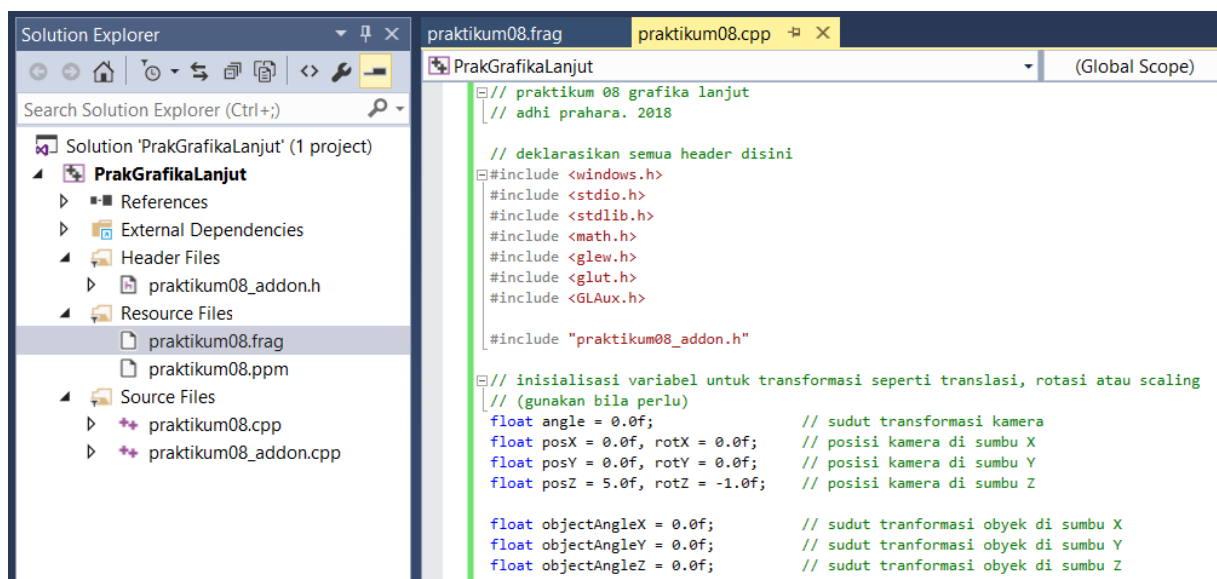 Solution Explorer
Search Solution Explorer (Ctrl+;)
Solution 'PrakGrafikaLanjut' (1 project)
PrakGrafikaLanjut
References
External Dependencies
Header Files
praktikum08_addon.h
Resource Files
praktikum08.frag
praktikum08.ppm
Source Files
praktikum08.cpp
praktikum08_addon.cpp
praktikum08.frag praktikum08.cpp
PrakGrafikaLanjut (Global Scope)
// praktikum 08 grafika lanjut
// adhi prahara. 2018
// deklarasikan semua header disini
#include <windows.h>
#include <stdio.h>
#include <stdlib.h>
#include <math.h>
#include <glew.h>
#include <glut.h>
#include <GLAux.h>
#include "praktikum08_addon.h"
// inisialisasi variabel untuk transformasi seperti translasi, rotasi atau scaling
// (gunakan bila perlu)
float angle = 0.0f; // sudut transformasi kamera
float posX = 0.0f, rotX = 0.0f; // posisi kamera di sumbu X
float posY = 0.0f, rotY = 0.0f; // posisi kamera di sumbu Y
float posZ = 5.0f, rotZ = -1.0f; // posisi kamera di sumbu Z
float objectAngleX = 0.0f; // sudut tranformasi obyek di sumbu X
float objectAngleY = 0.0f; // sudut tranformasi obyek di sumbu Y
float objectAngleZ = 0.0f; // sudut tranformasi obyek di sumbu Z